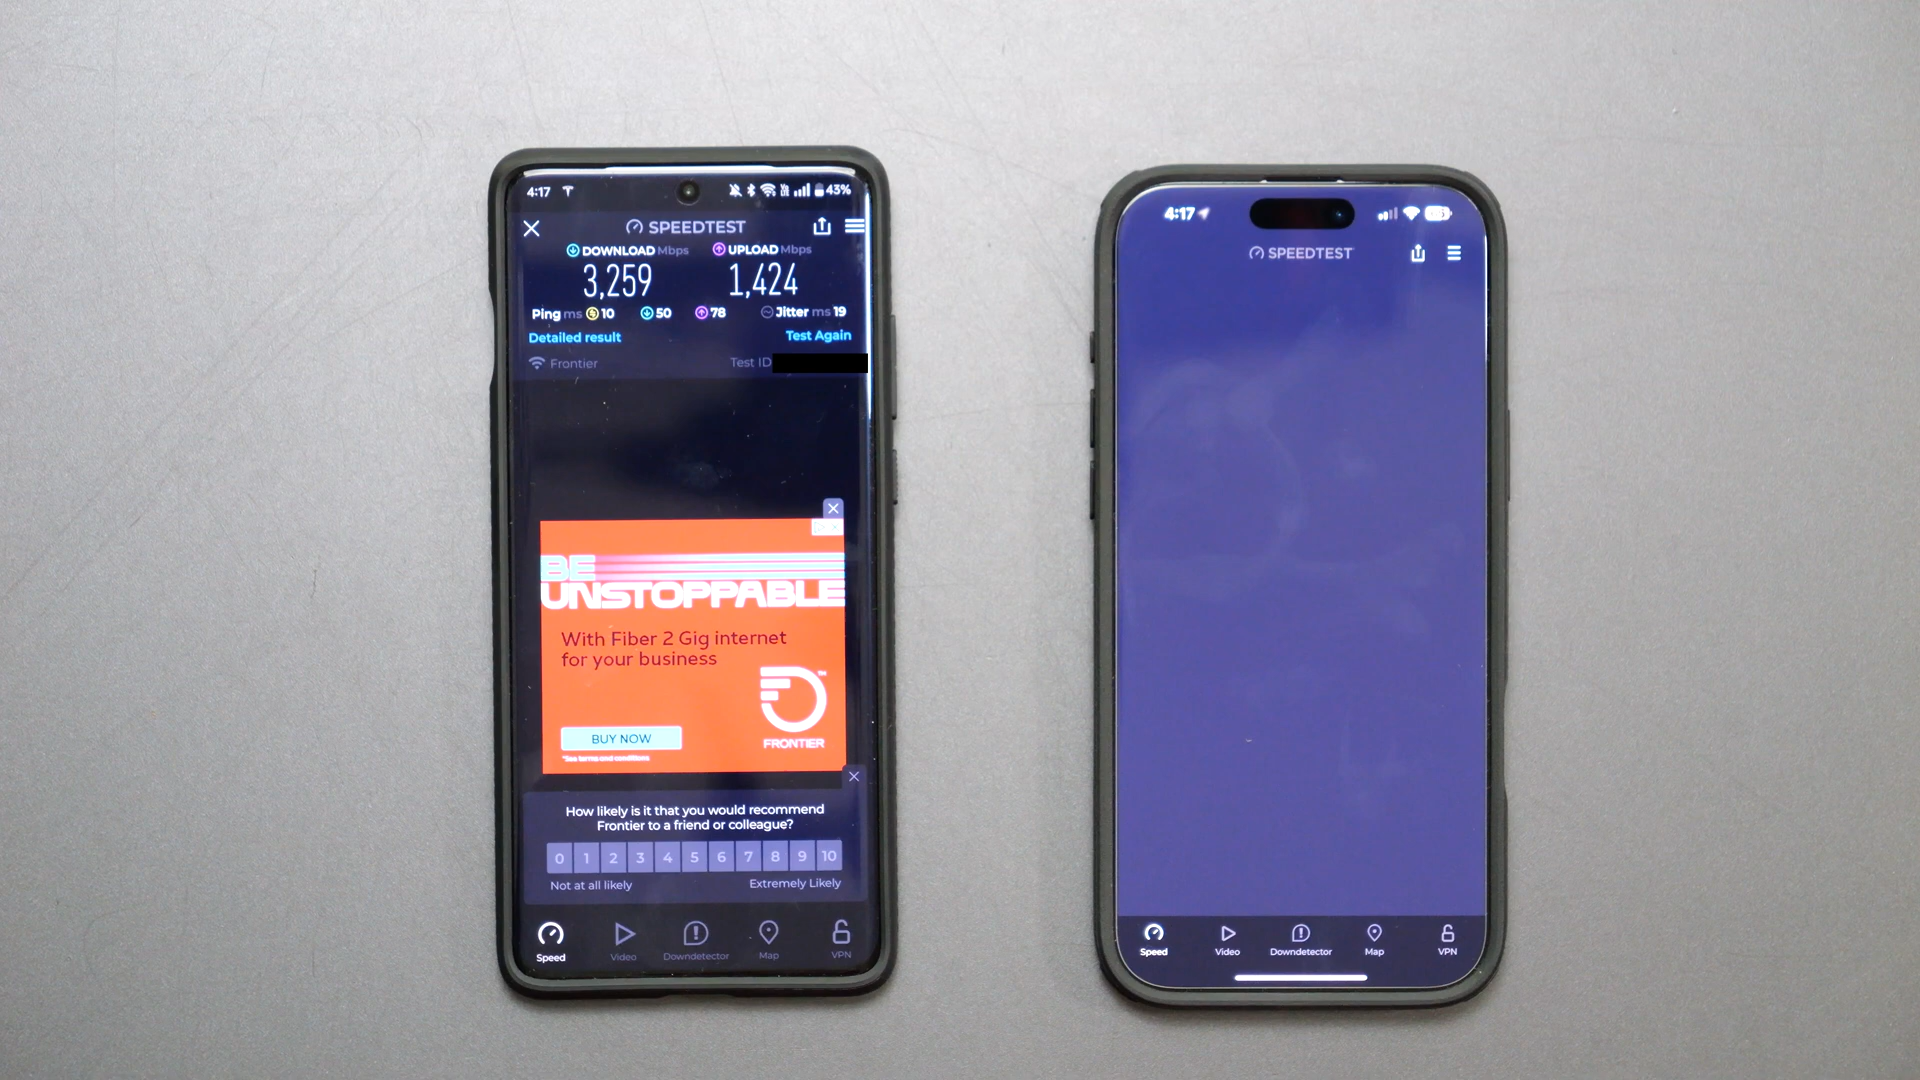 4:17
43%
SPEEDTEST
DOWNLOAD Mbps
UPLOAD Mbps
3,259
1,424
Ping ms 10
50
78
Jitter ms 19
Detailed result
Test Again
Frontier
Test ID
BE
UNSTOPPABLE
With Fiber 2 Gig internet
for your business
BUY NOW
*See terms and conditions
FRONTIER
TM
How likely is it that you would recommend
Frontier to a friend or colleague?
0 1 2 3 4 5 6 7 8 9 10
Not at all likely
Extremely Likely
Speed
Video
Downdetector
Map
VPN
4:17
SPEEDTEST
Speed
Video
Downdetector
Map
VPN